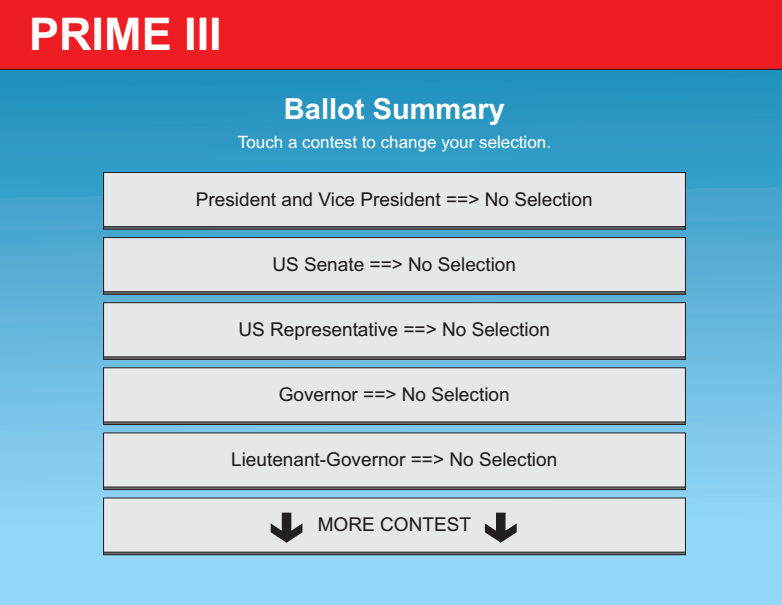 PRIME III
Ballot Summary
Touch a contest to change your selection.
President and Vice President ==> No Selection
US Senate ==> No Selection
US Representative ==> No Selection
Governor ==> No Selection
Lieutenant-Governor ==> No Selection
MORE CONTEST